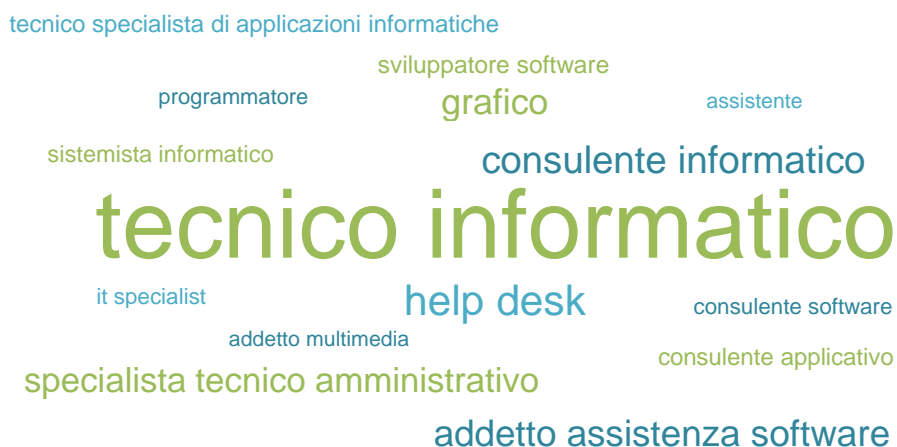 tecnico specialista di applicazioni informatiche
sviluppatore software
programmatore
grafico
assistente
sistemista informatico
consulente informatico
tecnico informatico
it specialist
help desk
consulente software
addetto multimedia
consulente applicativo
specialista tecnico amministrativo
addetto assistenza software